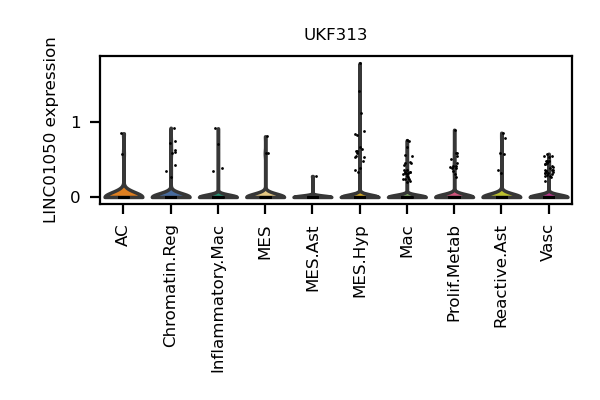 UKF313
LINC01050 expression
1
0
AC
Chromatin.Reg
Inflammatory.Mac
MES
MES.Ast
MES.Hyp
Mac
Prolif.Metab
Reactive.Ast
Vasc